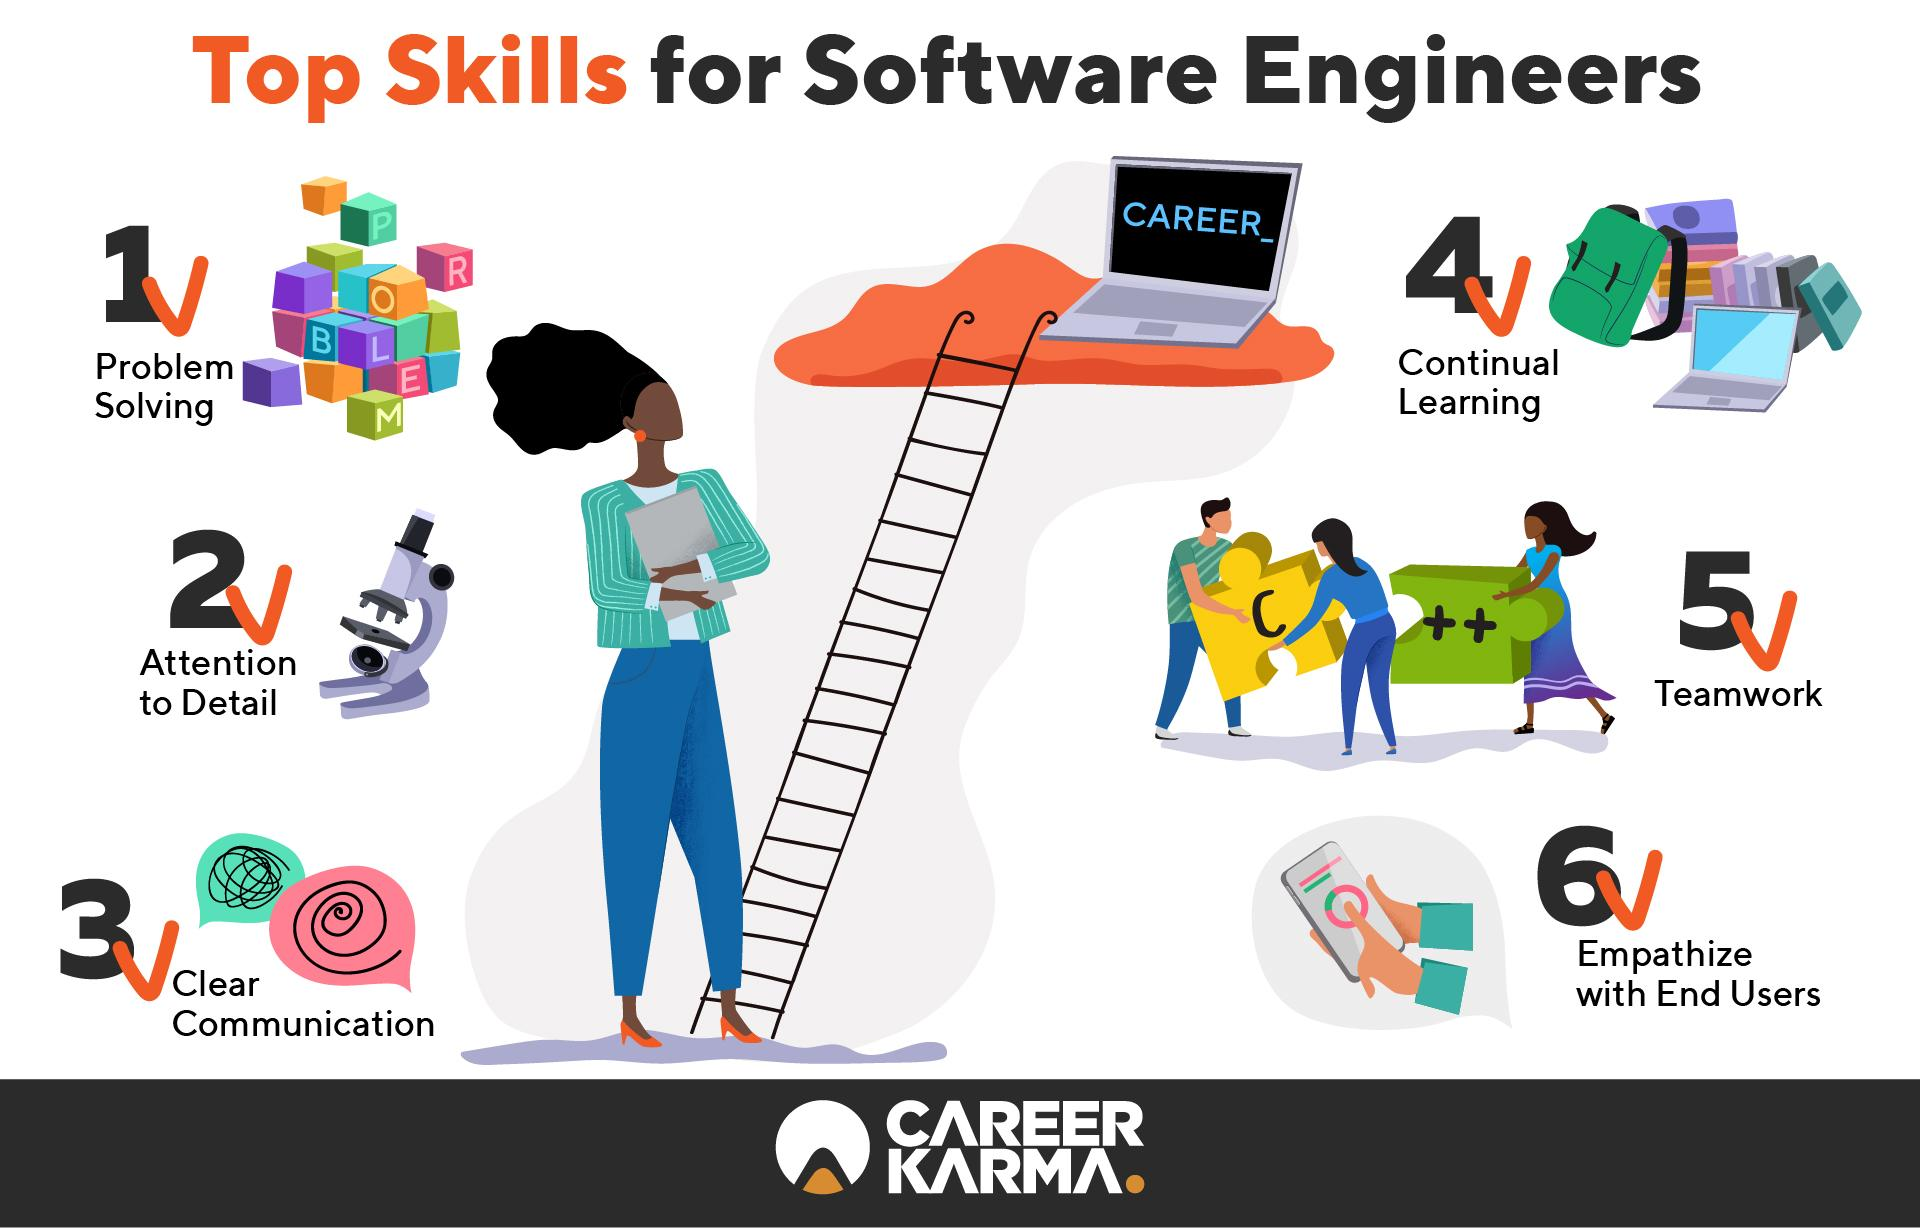 Top Skills for Software Engineers
1
Problem
Solving
P
R
O
B
L
E
M
2
Attention
to Detail
3
Clear
Communication
CAREER_
4
Continual
Learning
C
++
5
Teamwork
6
Empathize
with End Users
CAREER
KARMA.